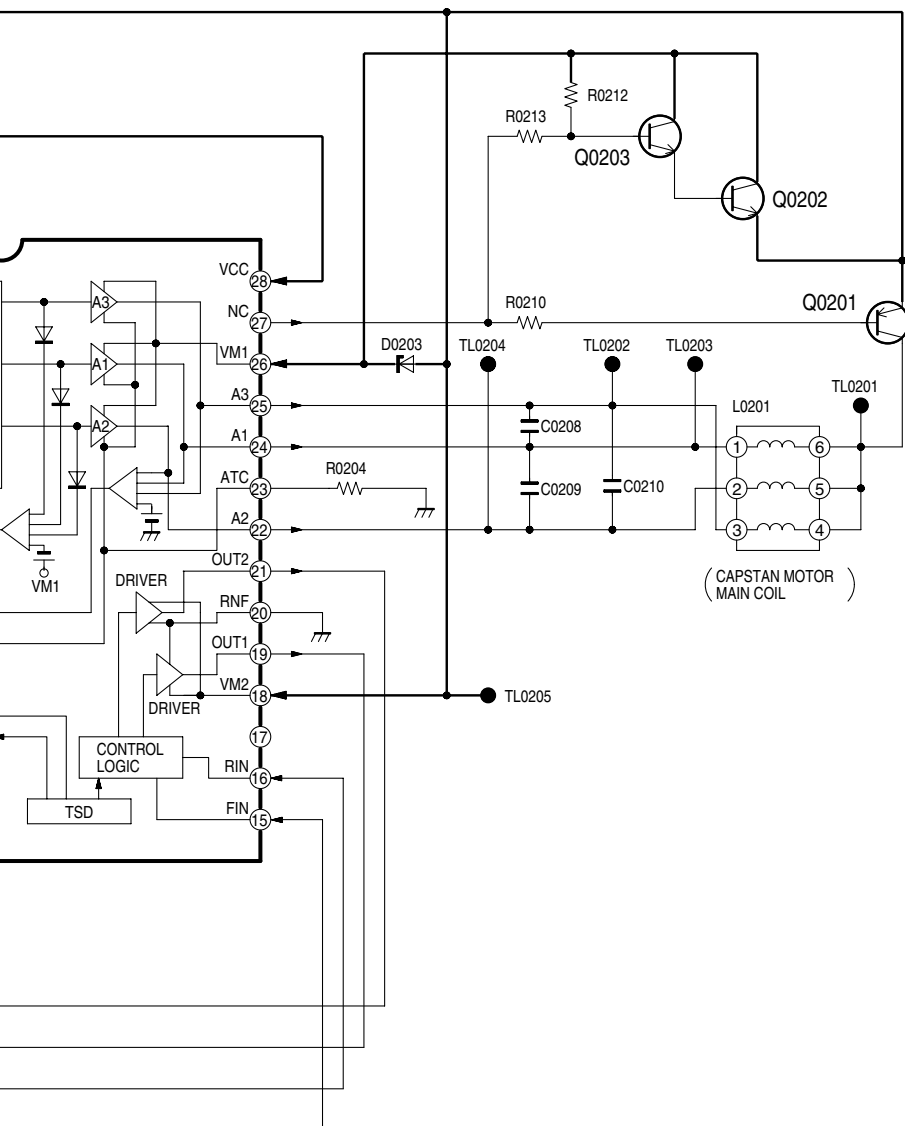 R0212
R0213
Q0203
Q0202
VCC
28
A3
NC
27
R0210
Q0201
D0203
TL0204
TL0202
TL0203
VM1
26
A1
TL0201
A3
25
L0201
A2
C0208
A1
24
1
6
ATC
23
R0204
C0209
C0210
2
5
A2
22
3
4
OUT2
21
VM1
DRIVER
(CAPSTAN MOTOR
MAIN COIL)
RNF
20
OUT1
19
VM2
18
TL0205
DRIVER
17
CONTROL
LOGIC
RIN
16
TSD
FIN
15